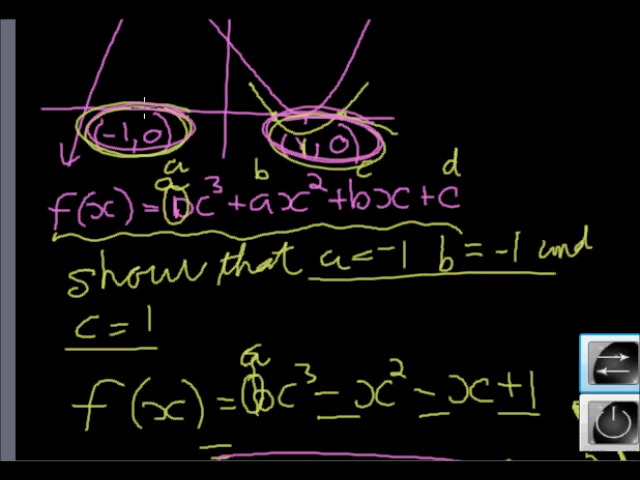 (-1, 0) (1, 0)
a b c d
a
f(x) = x³ + ax² + bx + c
show that a = -1 b = -1 and
c = 1
a
f(x) = x³ - x² - x + 1